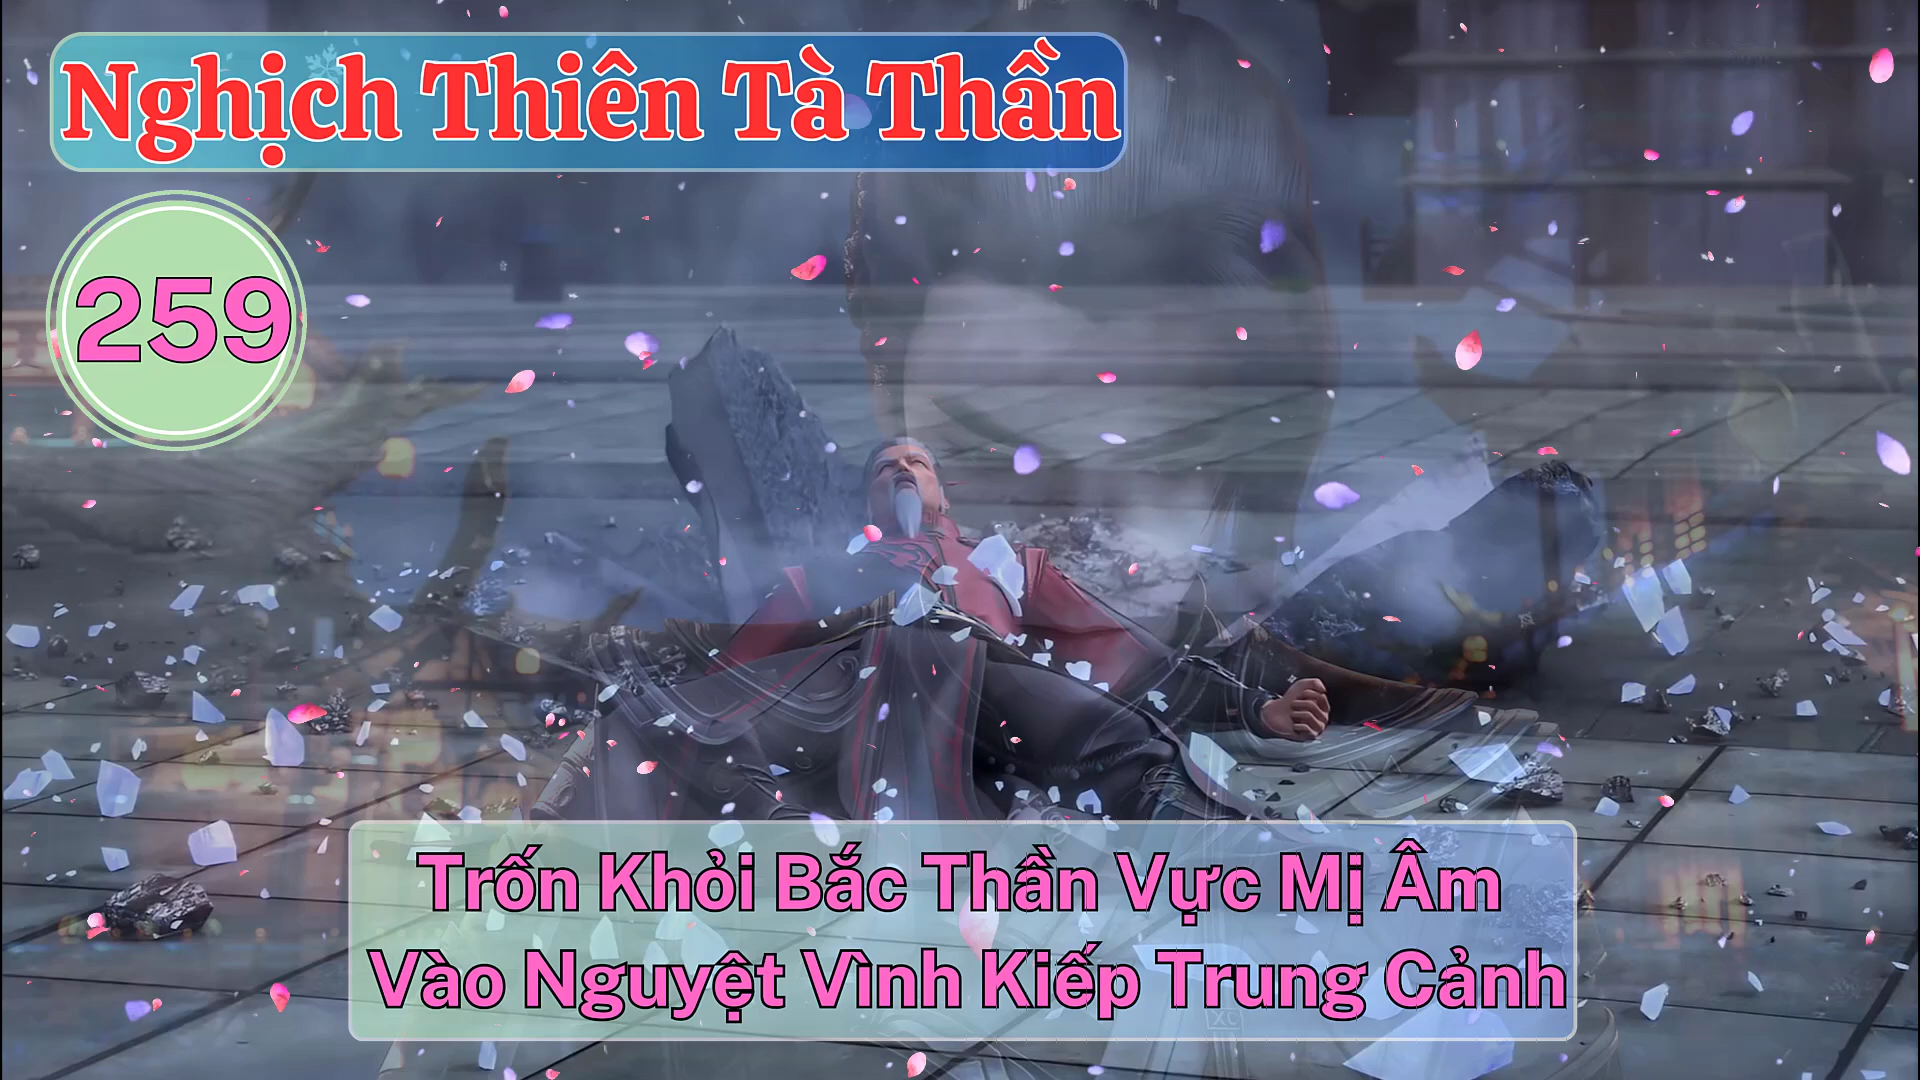 Nghịch Thiên Tà Thần
259
Trốn Khỏi Bắc Thần Vực Mị Âm
Vào Nguyệt Vình Kiếp Trung Cảnh